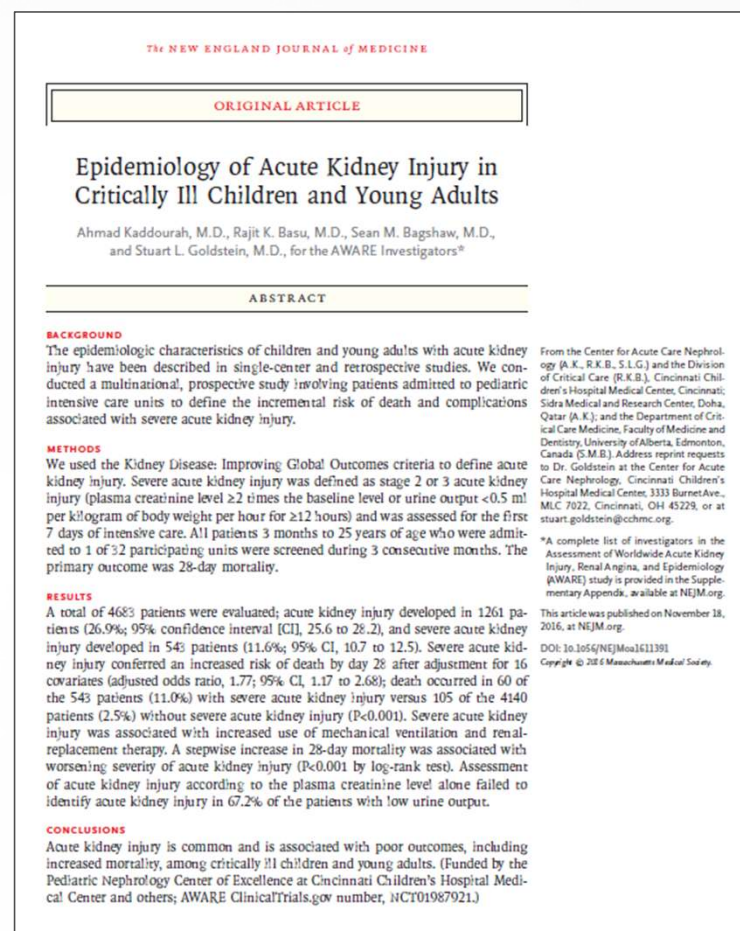 The NEW ENGLAND JOURNAL of MEDICINE
ORIGINAL ARTICLE
Epidemiology of Acute Kidney Injury in
Critically Ill Children and Young Adults
Ahmad Kaddourah, M.D., Rajit K. Basu, M.D., Sean M. Bagshaw, M.D.,
and Stuart L. Goldstein, M.D., for the AWARE Investigators*
ABSTRACT
BACKGROUND
The epidemiologic characteristics of children and young adults with acute kidney
injury have been described in single-center and retrospective studies. We con-
ducted a multinational, prospective study involving patients admitted to pediatric
intensive care units to define the incremental risk of death and complications
associated with severe acute kidney injury.
METHODS
We used the Kidney Disease: Improving Global Outcomes criteria to define acute
kidney injury. Severe acute kidney injury was defined as stage 2 or 3 acute kidney
injury (plasma creatinine level ≥2 times the baseline level or urine output <0.5 ml
per kilogram of body weight per hour for ≥12 hours) and was assessed for the first
7 days of intensive care. All patients 3 months to 25 years of age who were admit-
ted to 1 of 32 participating units were screened during 3 consecutive months. The
primary outcome was 28-day mortality.
RESULTS
A total of 4683 patients were evaluated; acute kidney injury developed in 1261 pa-
tients (26.9%; 95% confidence interval [CI], 25.6 to 28.2), and severe acute kidney
injury developed in 543 patients (11.6%; 95% CI, 10.7 to 12.5). Severe acute kid-
ney injury conferred an increased risk of death by day 28 after adjustment for 16
covariates (adjusted odds ratio, 1.77; 95% CI, 1.17 to 2.68); death occurred in 60 of
the 543 patients (11.0%) with severe acute kidney injury versus 105 of the 4140
patients (2.5%) without severe acute kidney injury (P<0.001). Severe acute kidney
injury was associated with increased use of mechanical ventilation and renal-
replacement therapy. A stepwise increase in 28-day mortality was associated with
worsening severity of acute kidney injury (P<0.001 by log-rank test). Assessment
of acute kidney injury according to the plasma creatinine level alone failed to
identify acute kidney injury in 67.2% of the patients with low urine output.
CONCLUSIONS
Acute kidney injury is common and is associated with poor outcomes, including
increased mortality, among critically ill children and young adults. (Funded by the
Pediatric Nephrology Center of Excellence at Cincinnati Children's Hospital Medi-
cal Center and others; AWARE ClinicalTrials.gov number, NCT01987921.)
From the Center for Acute Care Nephrol-
ogy (A.K., R.K.B., S.L.G.) and the Division
of Critical Care (R.K.B.), Cincinnati Chil-
dren's Hospital Medical Center, Cincinnati;
Sidra Medical and Research Center, Doha,
Qatar (A.K.); and the Department of Crit-
ical Care Medicine, Faculty of Medicine and
Dentistry, University of Alberta, Edmonton,
Canada (S.M.B.). Address reprint requests
to Dr. Goldstein at the Center for Acute
Care Nephrology, Cincinnati Children's
Hospital Medical Center, 3333 Burnet Ave.,
MLC 7022, Cincinnati, OH 45229, or at
stuart.goldstein@cchmc.org.
*A complete list of investigators in the
Assessment of Worldwide Acute Kidney
Injury, Renal Angina, and Epidemiology
(AWARE) study is provided in the Supple-
mentary Appendix, available at NEJM.org.
This article was published on November 18,
2016, at NEJM.org.
DOI: 10.1056/NEJMoa1611391
Copyright © 2016 Massachusetts Medical Society.